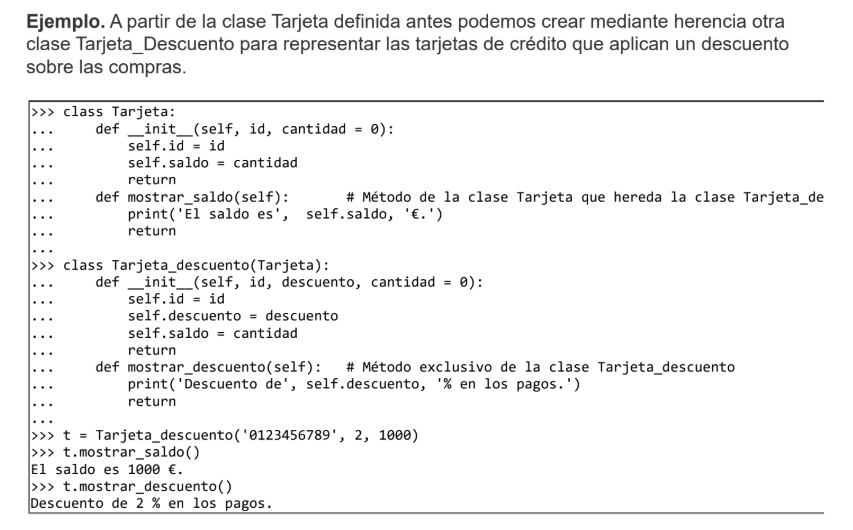 Ejemplo. A partir de la clase Tarjeta definida antes podemos crear mediante herencia otra
clase Tarjeta_Descuento para representar las tarjetas de crédito que aplican un descuento
sobre las compras.
>>> class Tarjeta:
...     def __init__(self, id, cantidad = 0):
...         self.id = id
...         self.saldo = cantidad
...         return
...     def mostrar_saldo(self):       # Método de la clase Tarjeta que hereda la clase Tarjeta_de
...         print('El saldo es',  self.saldo, '€.')
...         return
...
>>> class Tarjeta_descuento(Tarjeta):
...     def __init__(self, id, descuento, cantidad = 0):
...         self.id = id
...         self.descuento = descuento
...         self.saldo = cantidad
...         return
...     def mostrar_descuento(self):   # Método exclusivo de la clase Tarjeta_descuento
...         print('Descuento de', self.descuento, '% en los pagos.')
...         return
...
>>> t = Tarjeta_descuento('0123456789', 2, 1000)
>>> t.mostrar_saldo()
El saldo es 1000 €.
>>> t.mostrar_descuento()
Descuento de 2 % en los pagos.